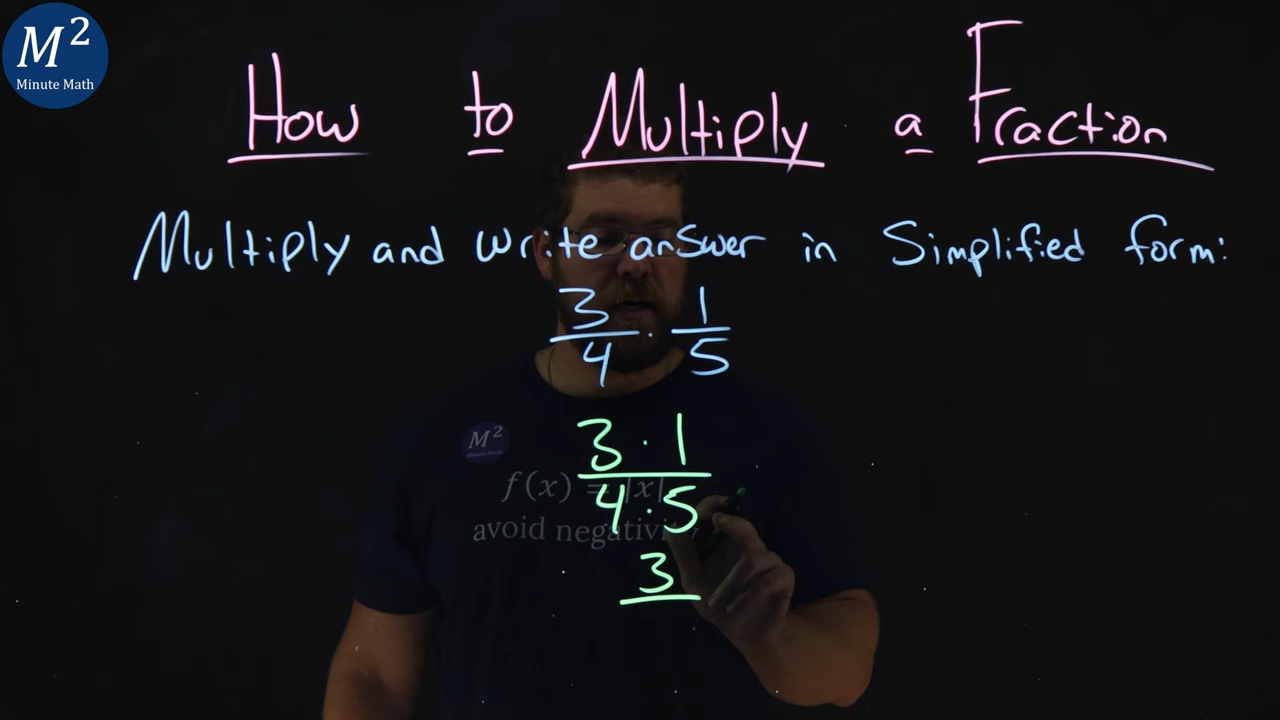 M²
Minute Math
How to Multiply a Fraction
Multiply and write answer in Simplified form:
3/4 · 1/5
3 · 1
4 · 5
M²
Minute Math
f(x) = |x|
avoid negativity
3